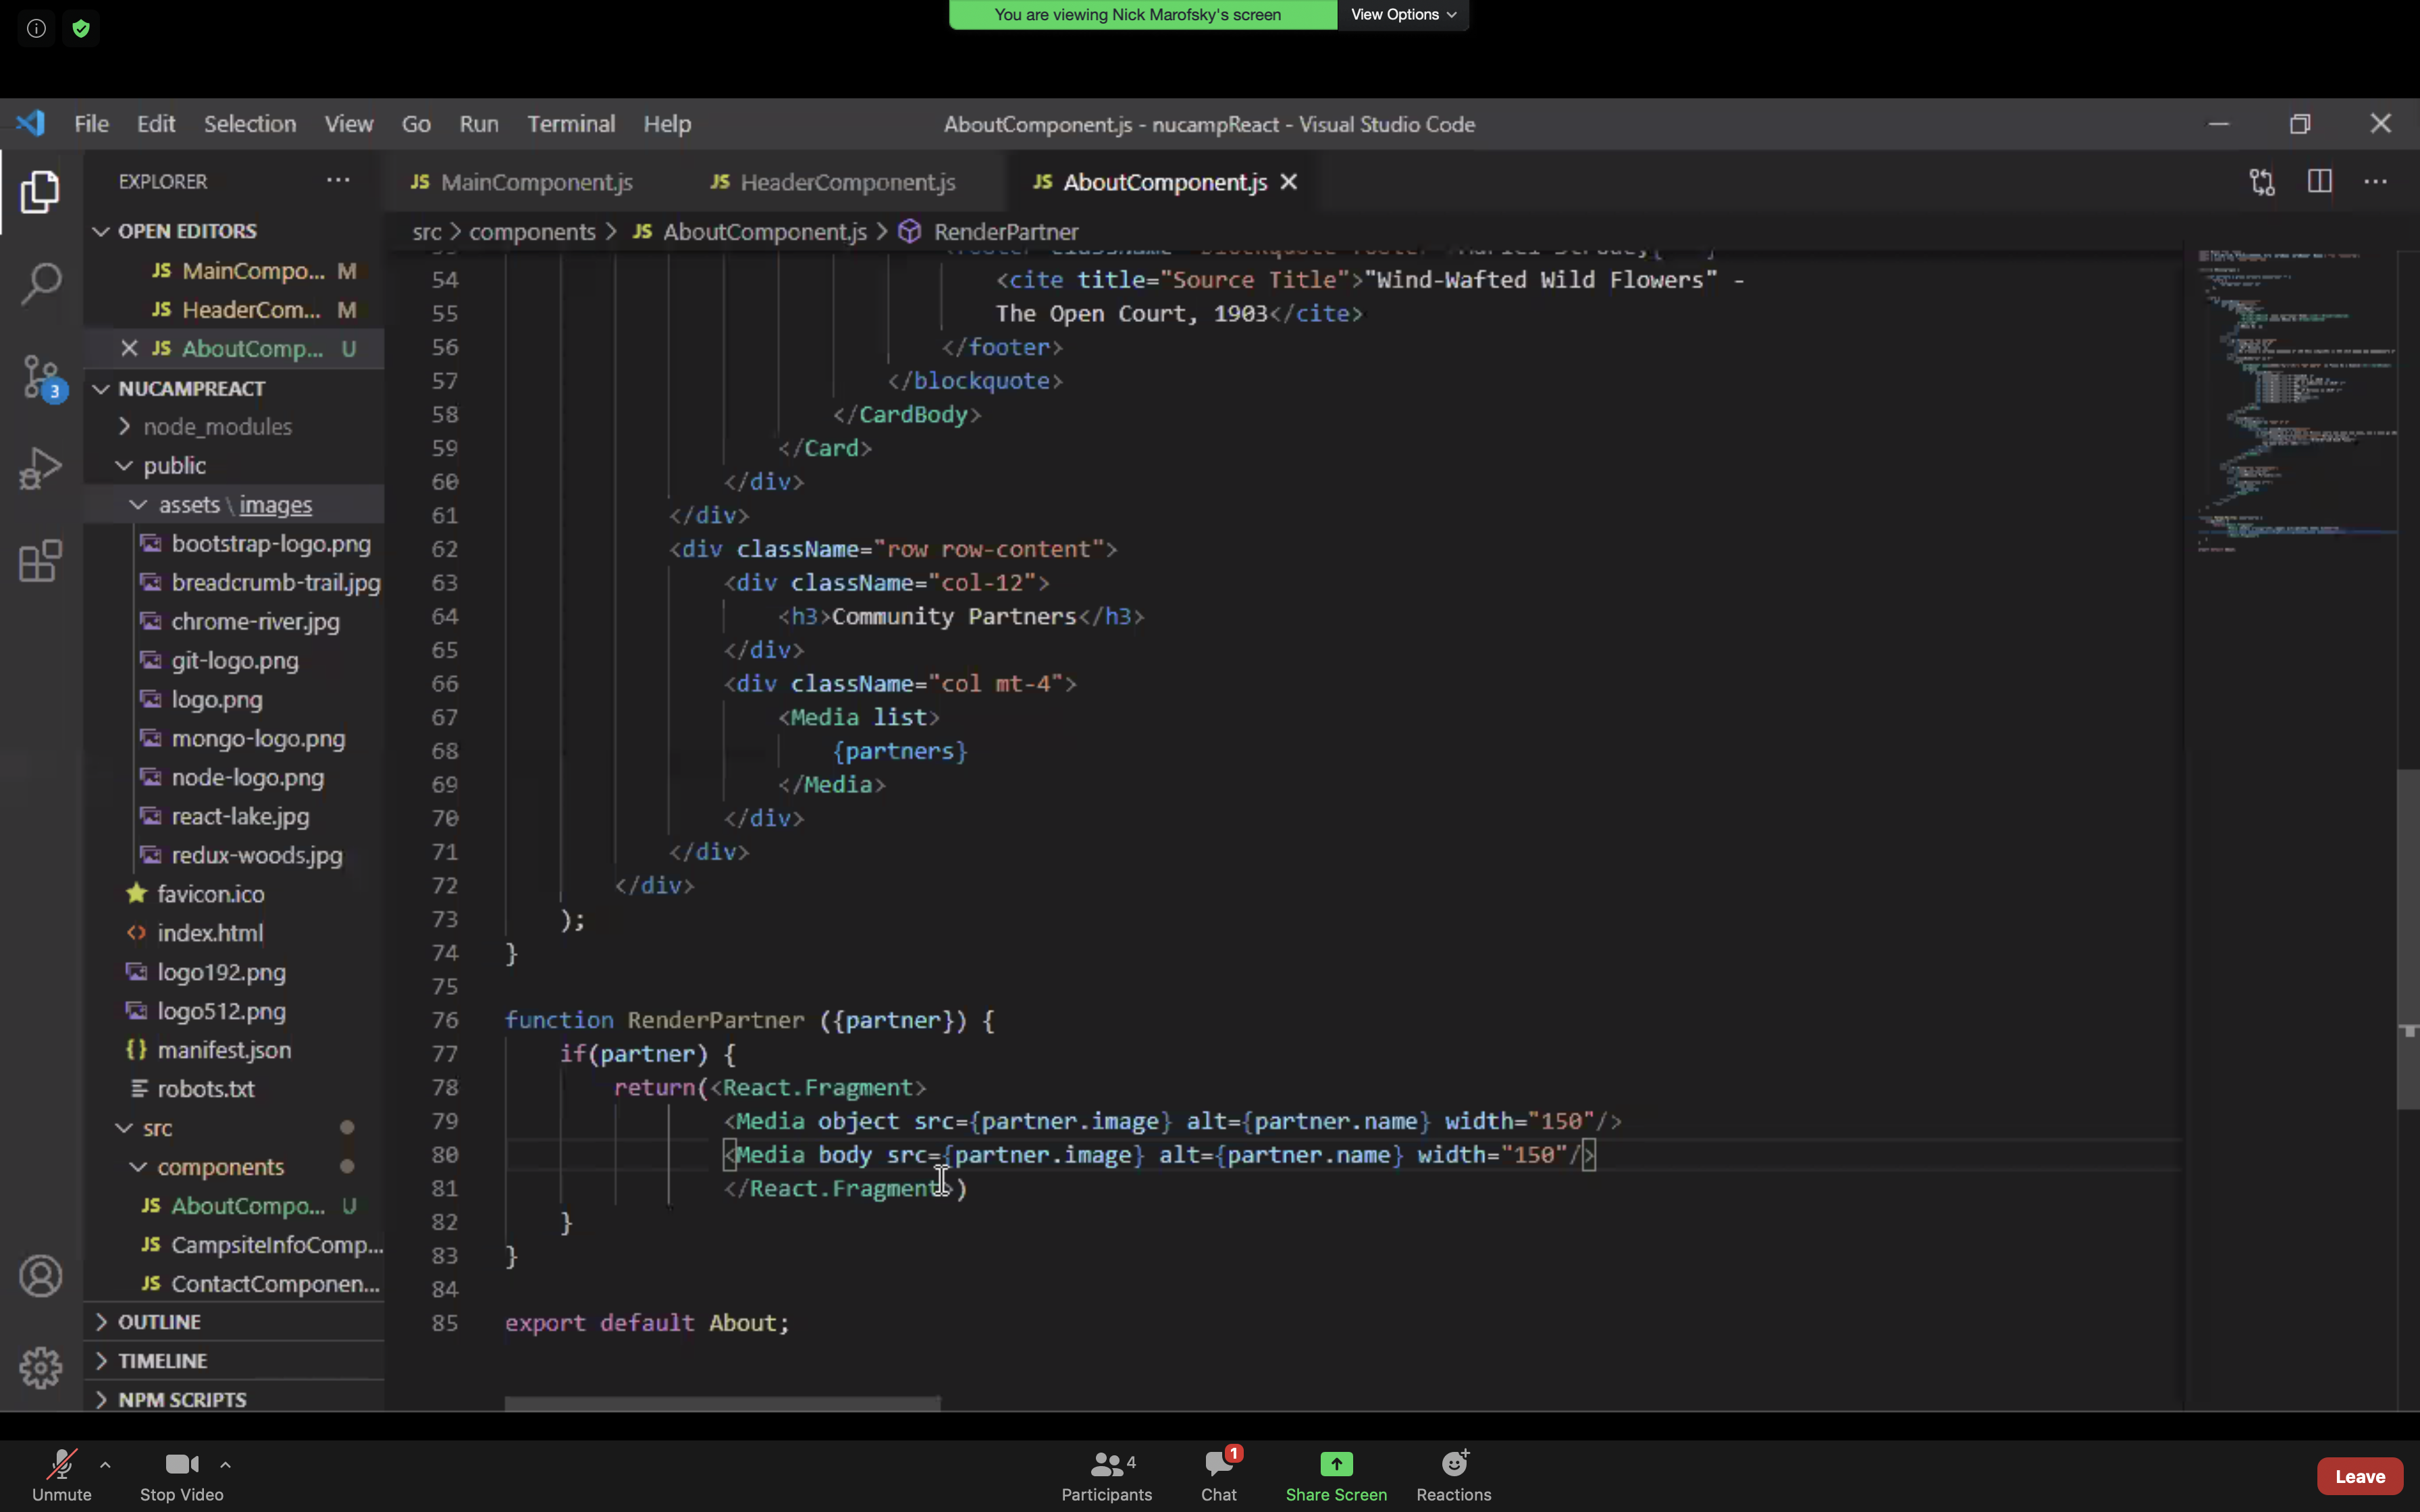 You are viewing Nick Marofsky's screen
View Options
File Edit Selection View Go Run Terminal Help
AboutComponent.js - nucampReact - Visual Studio Code
EXPLORER
OPEN EDITORS
JS MainCompo... M
JS HeaderCom... M
JS AboutComp... U
3
NUCAMPREACT
node_modules
public
assets \ images
bootstrap-logo.png
breadcrumb-trail.jpg
chrome-river.jpg
git-logo.png
logo.png
mongo-logo.png
node-logo.png
react-lake.jpg
redux-woods.jpg
favicon.ico
index.html
logo192.png
logo512.png
manifest.json
robots.txt
src
components
JS AboutCompo... U
JS CampsiteInfoComp...
JS ContactComponen...
OUTLINE
TIMELINE
NPM SCRIPTS
JS MainComponent.js
JS HeaderComponent.js
JS AboutComponent.js
src > components > JS AboutComponent.js > RenderPartner
54 <cite title="Source Title">"Wind-Wafted Wild Flowers" -
55 The Open Court, 1903</cite>
56 </footer>
57 </blockquote>
58 </CardBody>
59 </Card>
60 </div>
61 </div>
62 <div className="row row-content">
63 <div className="col-12">
64 <h3>Community Partners</h3>
65 </div>
66 <div className="col mt-4">
67 <Media list>
68 {partners}
69 </Media>
70 </div>
71 </div>
72 </div>
73 );
74 }
75
76 function RenderPartner ({partner}) {
77 if(partner) {
78 return(<React.Fragment>
79 <Media object src={partner.image} alt={partner.name} width="150"/>
80 <Media body src={partner.image} alt={partner.name} width="150"/>
81 </React.Fragment>)
82 }
83 }
84
85 export default About;
Unmute
Stop Video
4
Participants
1
Chat
Share Screen
Reactions
Leave